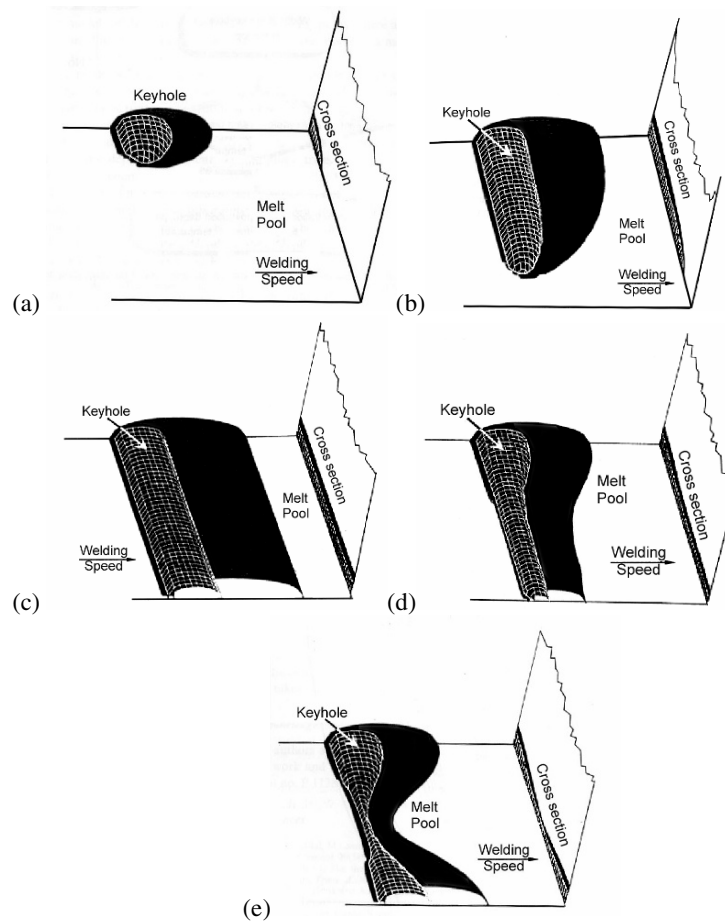 Keyhole
Cross section
Melt
Pool
Welding
Speed
(a)
Keyhole
Cross section
Melt
Pool
Welding
Speed
(b)
Keyhole
Cross section
Melt
Pool
Welding
Speed
(c)
Keyhole
Cross section
Melt
Pool
Welding
Speed
(d)
Keyhole
Cross section
Melt
Pool
Welding
Speed
(e)